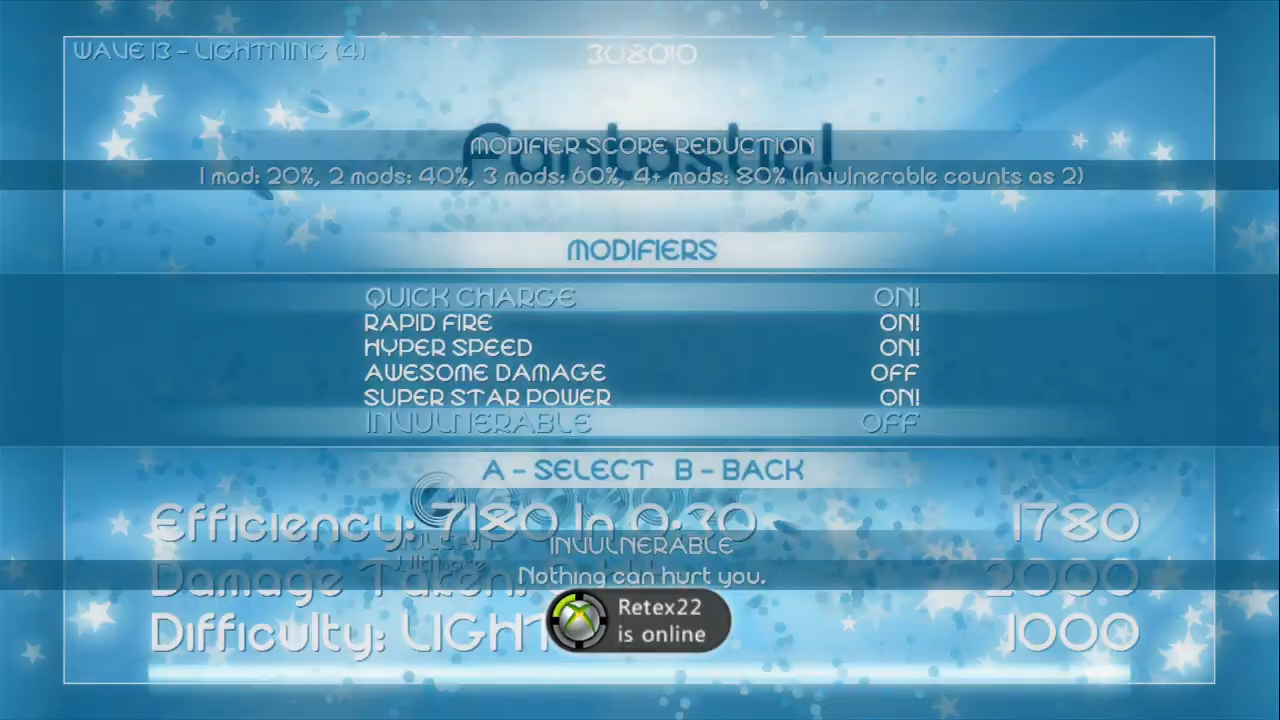 WAVE 13 - LIGHTNING (4)
308010
Fantastic!
MODIFIER SCORE REDUCTION
1 mod: 20%, 2 mods: 40%, 3 mods: 60%, 4+ mods: 80% (Invulnerable counts as 2)
MODIFIERS
QUICK CHARGE ON!
RAPID FIRE ON!
HYPER SPEED ON!
AWESOME DAMAGE OFF
SUPER STAR POWER ON!
INVULNERABLE OFF
A - SELECT B - BACK
Efficiency: 7180 In 0:30 1780
INVULNERABLE
Damage Taken: 2000
Nothing can hurt you.
Retex22
is online
Difficulty: LIGHT 1000